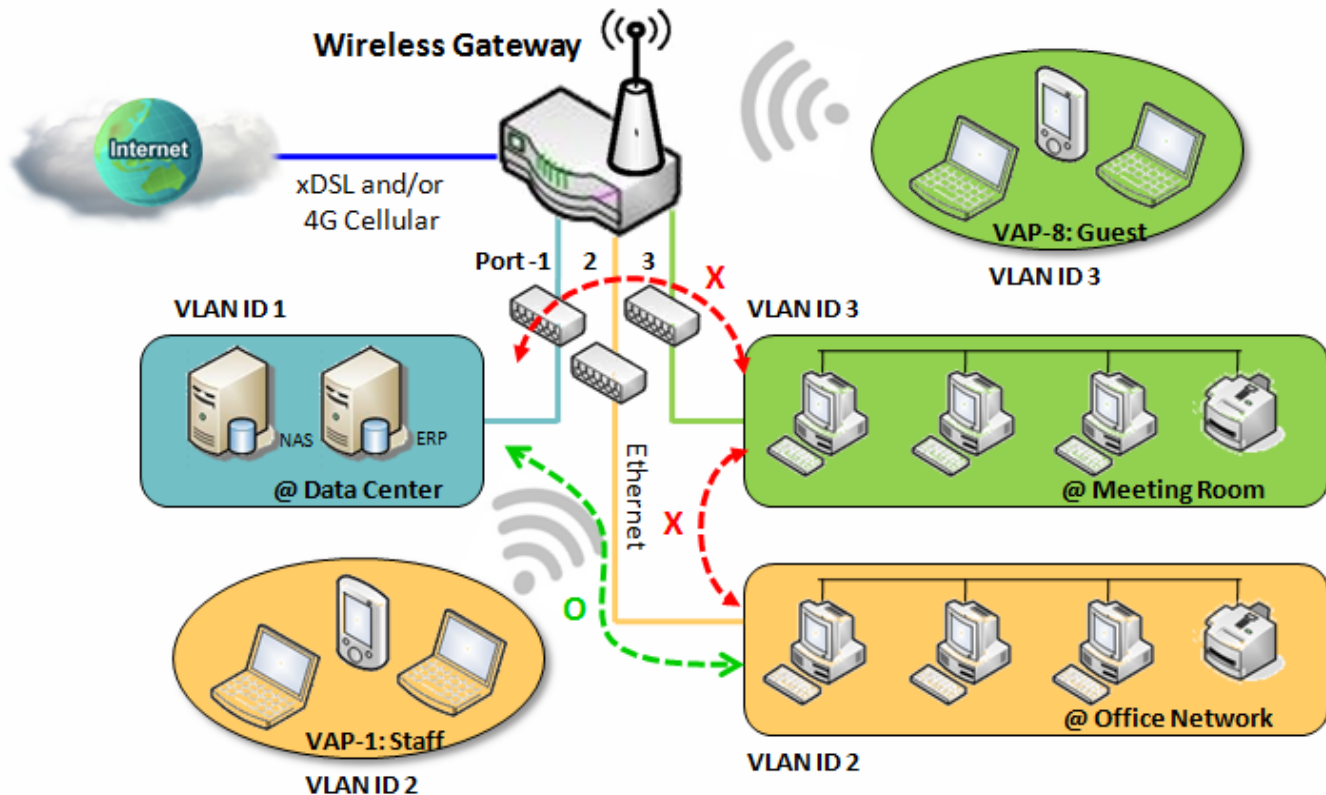 Wireless Gateway
Internet
xDSL and/or
4G Cellular
VAP-8: Guest
VLAN ID 3
Port -1
2
3
X
VLAN ID 1
VLAN ID 3
NAS
ERP
@ Data Center
@ Meeting Room
Ethernet
X
O
VAP-1: Staff
VLAN ID 2
@ Office Network
VLAN ID 2